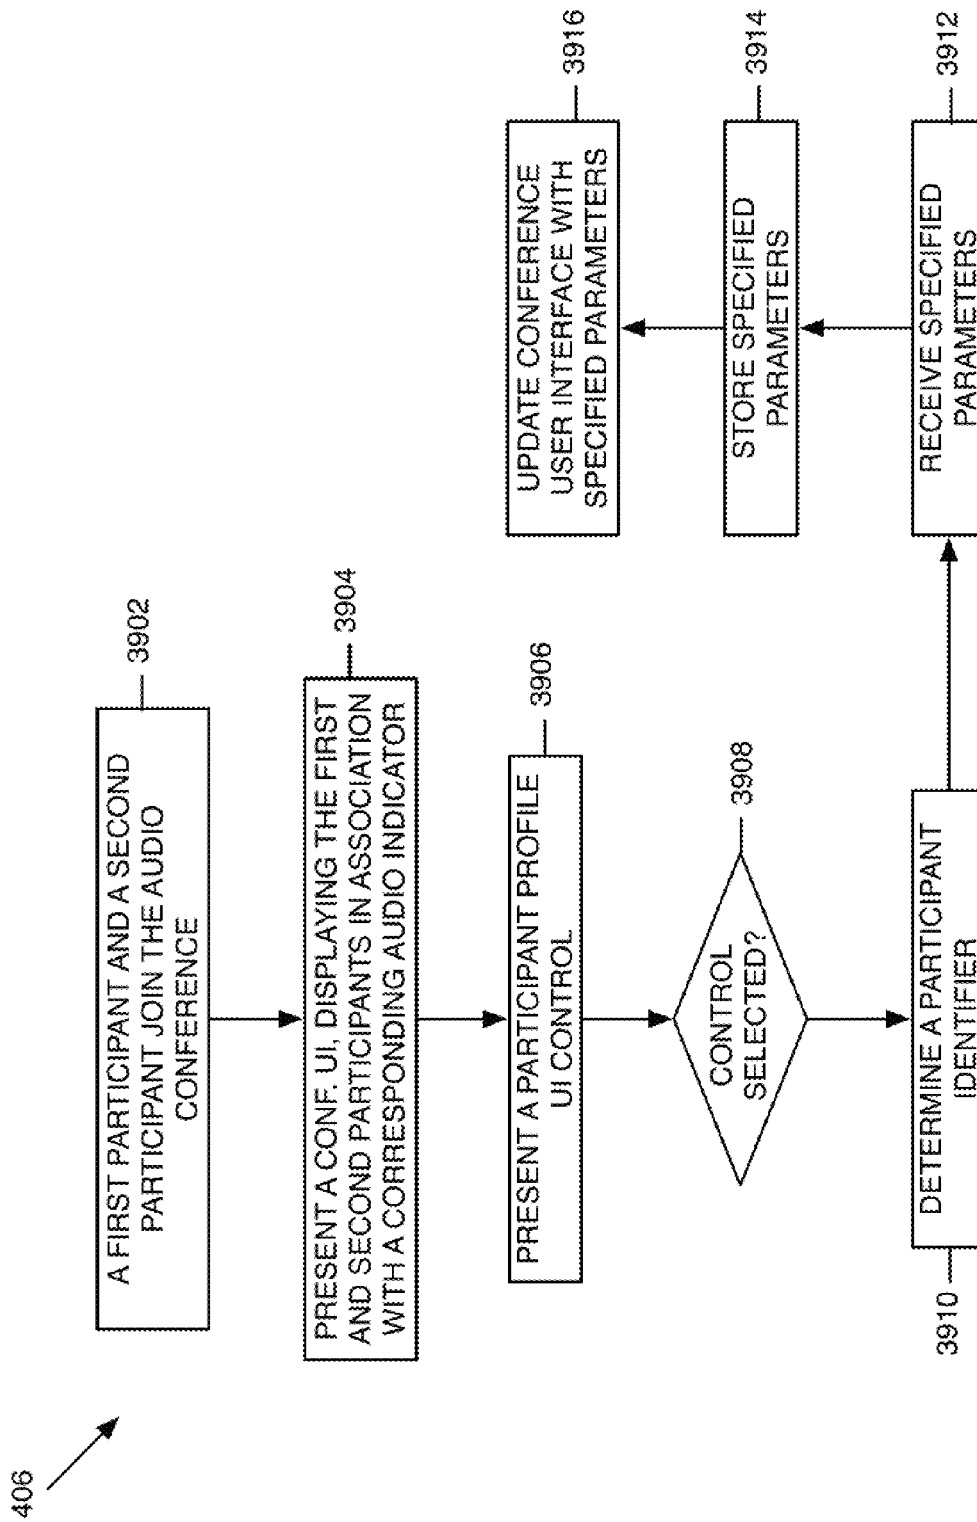 406
A FIRST PARTICIPANT AND A SECOND
PARTICIPANT JOIN THE AUDIO
CONFERENCE
3902
PRESENT A CONF. UI, DISPLAYING THE FIRST
AND SECOND PARTICIPANTS IN ASSOCIATION
WITH A CORRESPONDING AUDIO INDICATOR
3904
PRESENT A PARTICIPANT PROFILE
UI CONTROL
3906
CONTROL
SELECTED?
3908
DETERMINE A PARTICIPANT
IDENTIFIER
3910
RECEIVE SPECIFIED
PARAMETERS
3912
STORE SPECIFIED
PARAMETERS
3914
UPDATE CONFERENCE
USER INTERFACE WITH
SPECIFIED PARAMETERS
3916